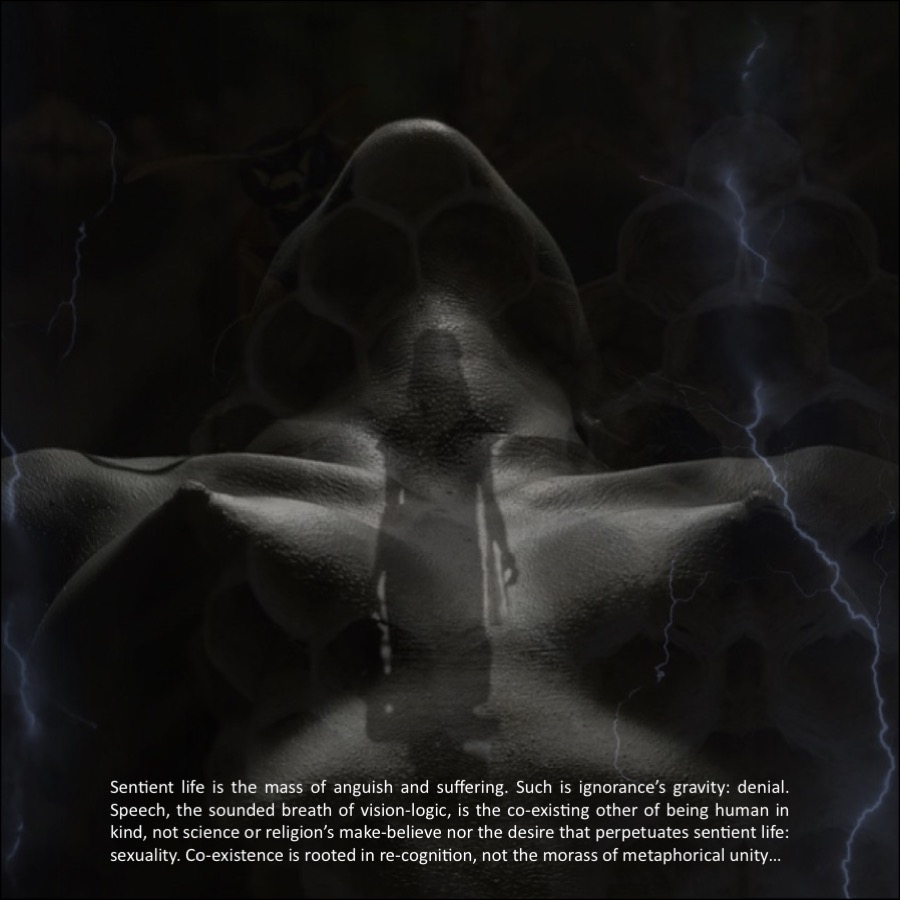 Sentient life is the mass of anguish and suffering. Such is ignorance’s gravity: denial.
Speech, the sounded breath of vision-logic, is the co-existing other of being human in
kind, not science or religion’s make-believe nor the desire that perpetuates sentient life:
sexuality. Co-existence is rooted in re-cognition, not the morass of metaphorical unity...